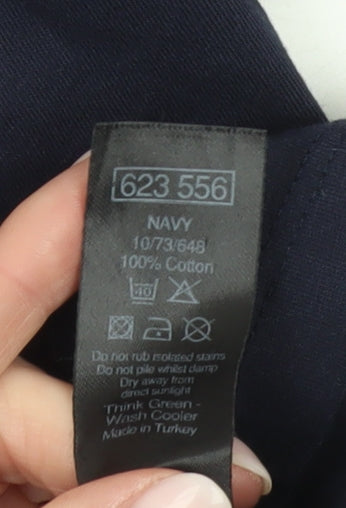 623 556
NAVY
10/73/648
100% Cotton
40
Do not rub isolated stains
Do not pile whilst damp
Dry away from
direct sunlight
Think Green -
Wash Cooler
Made in Turkey